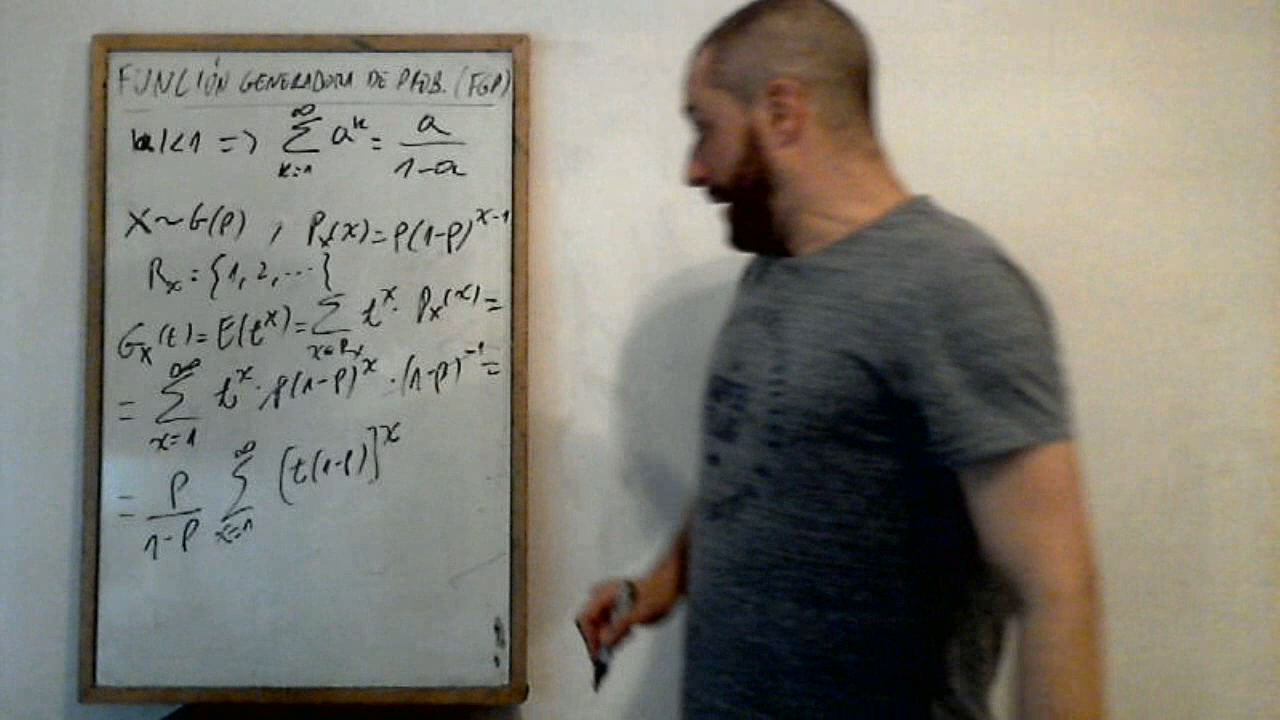 FUNCIÓN GENERADORA DE PROB. (FGP)
|a|<1 => ∑_{k=1}^{∞} a^k = a/(1-a)
X~G(p) , P_X(x)=p(1-p)^{x-1}
R_X={1,2,...}
G_X(t)=E(t^X)=∑_{x∈R_X} t^x · P_X(x)=
= ∑_{x=1}^{∞} t^x · p(1-p)^x · (1-p)^{-1}=
= p/(1-p) ∑_{x=1}^{∞} [t(1-p)]^x